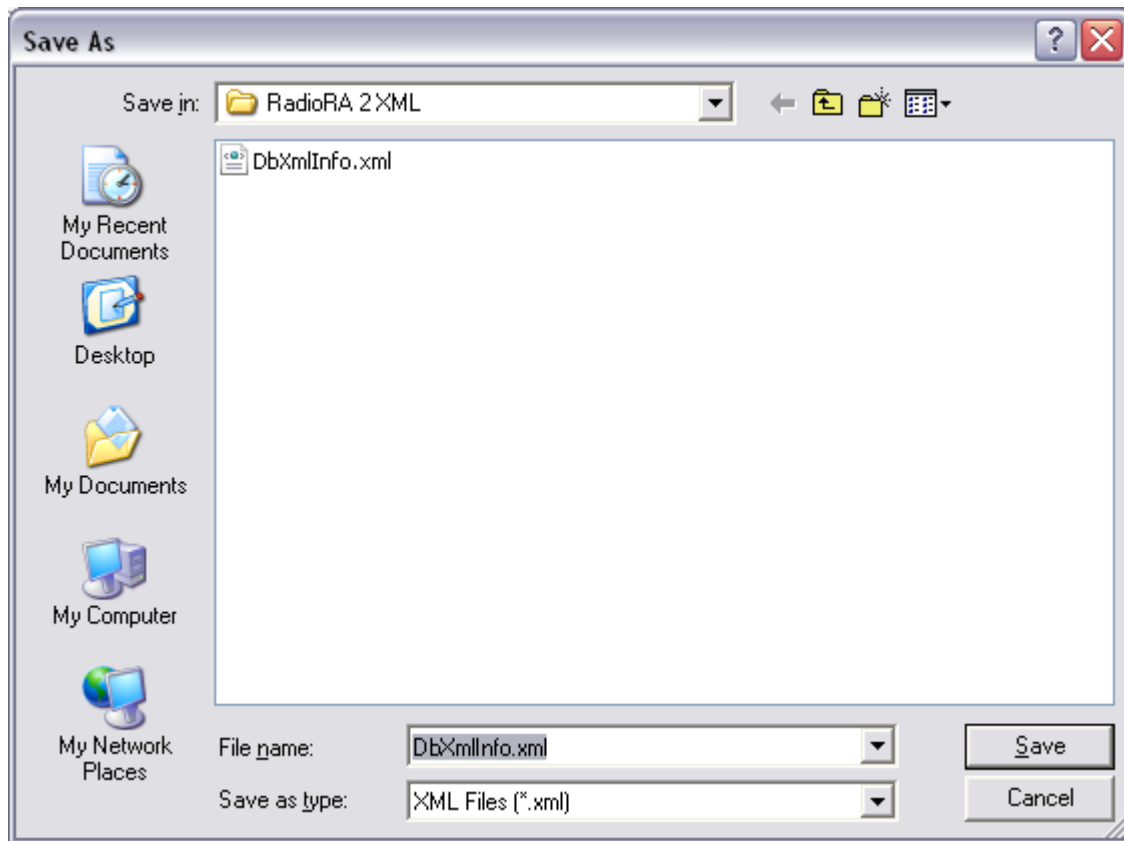 Save As
Save in:
RadioRA 2 XML
DbXmlInfo.xml
My Recent
Documents
Desktop
My Documents
My Computer
My Network
Places
File name:
DbXmlInfo.xml
Save
Save as type:
XML Files (*.xml)
Cancel